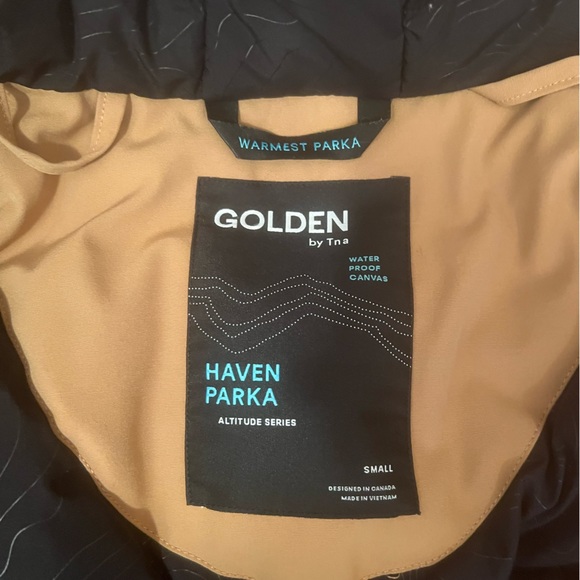 WARMEST PARKA
GOLDEN
by Tna
WATER
PROOF
CANVAS
HAVEN
PARKA
ALTITUDE SERIES
SMALL
DESIGNED IN CANADA
MADE IN VIETNAM